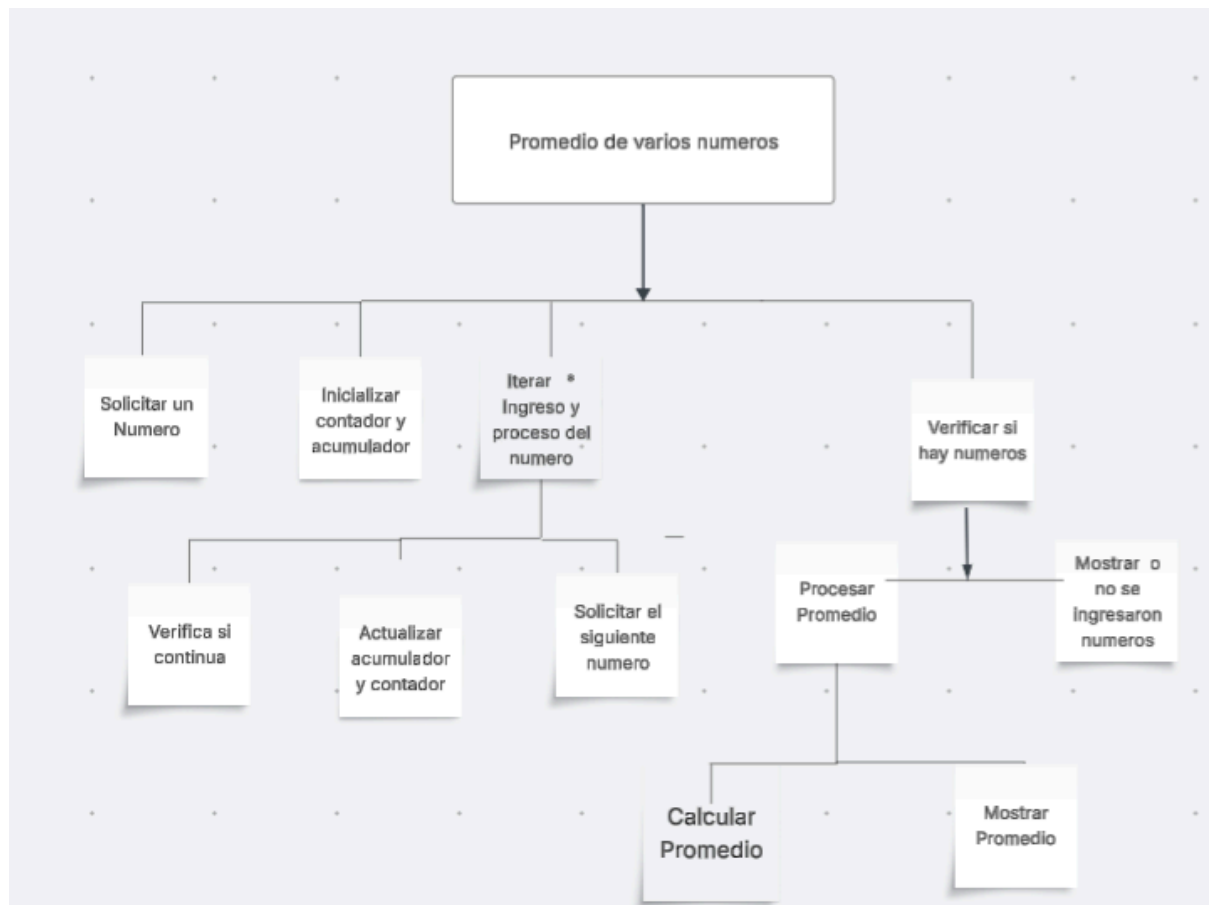 Promedio de varios numeros
Solicitar un
Numero
Inicializar
contador y
acumulador
Iterar *
Ingreso y
proceso del
numero
Verificar si
hay numeros
Verifica si
continua
Actualizar
acumulador
y contador
Solicitar el
siguiente
numero
Procesar
Promedio
Mostrar o
no se
ingresaron
numeros
Calcular
Promedio
Mostrar
Promedio